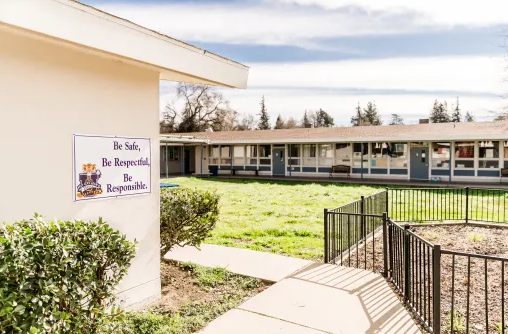 Be Safe,
Be Respectful,
Be
Responsible.